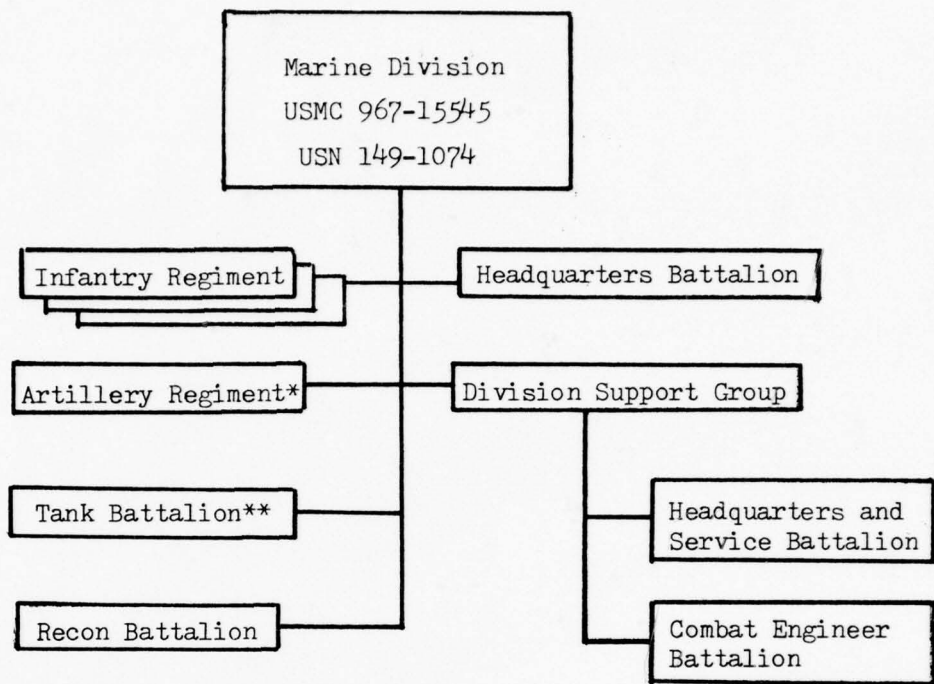 Marine Division
USMC 967-15545
USN 149-1074
Infantry Regiment
Headquarters Battalion
Artillery Regiment*
Division Support Group
Tank Battalion**
Headquarters and
Service Battalion
Recon Battalion
Combat Engineer
Battalion